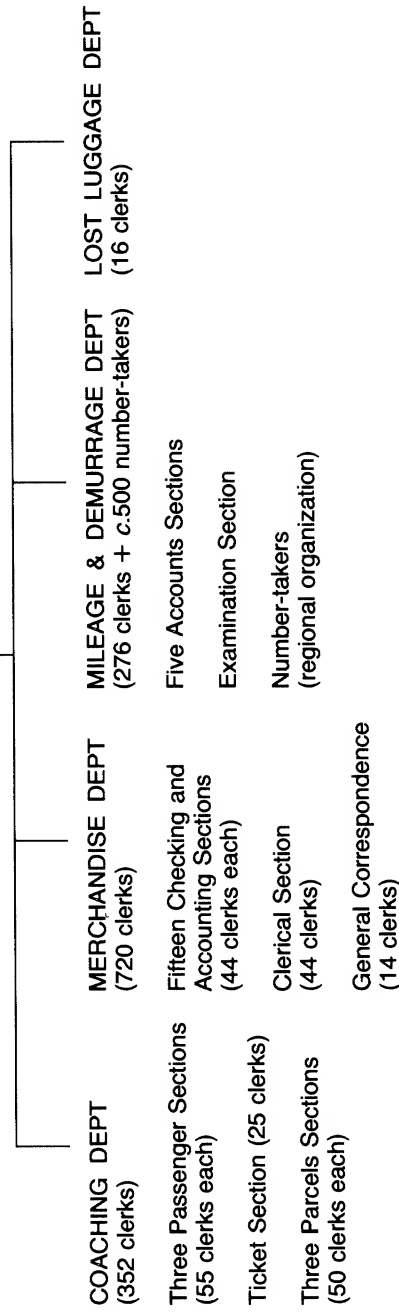 COACHING DEPT
(352 clerks)
Three Passenger Sections
(55 clerks each)
Ticket Section (25 clerks)
Three Parcels Sections
(50 clerks each)
MERCHANDISE DEPT
(720 clerks)
Fifteen Checking and
Accounting Sections
(44 clerks each)
Clerical Section
(44 clerks)
General Correspondence
(14 clerks)
MILEAGE & DEMURRAGE DEPT
(276 clerks + c.500 number-takers)
Five Accounts Sections
Examination Section
Number-takers
(regional organization)
LOST LUGGAGE DEPT
(16 clerks)